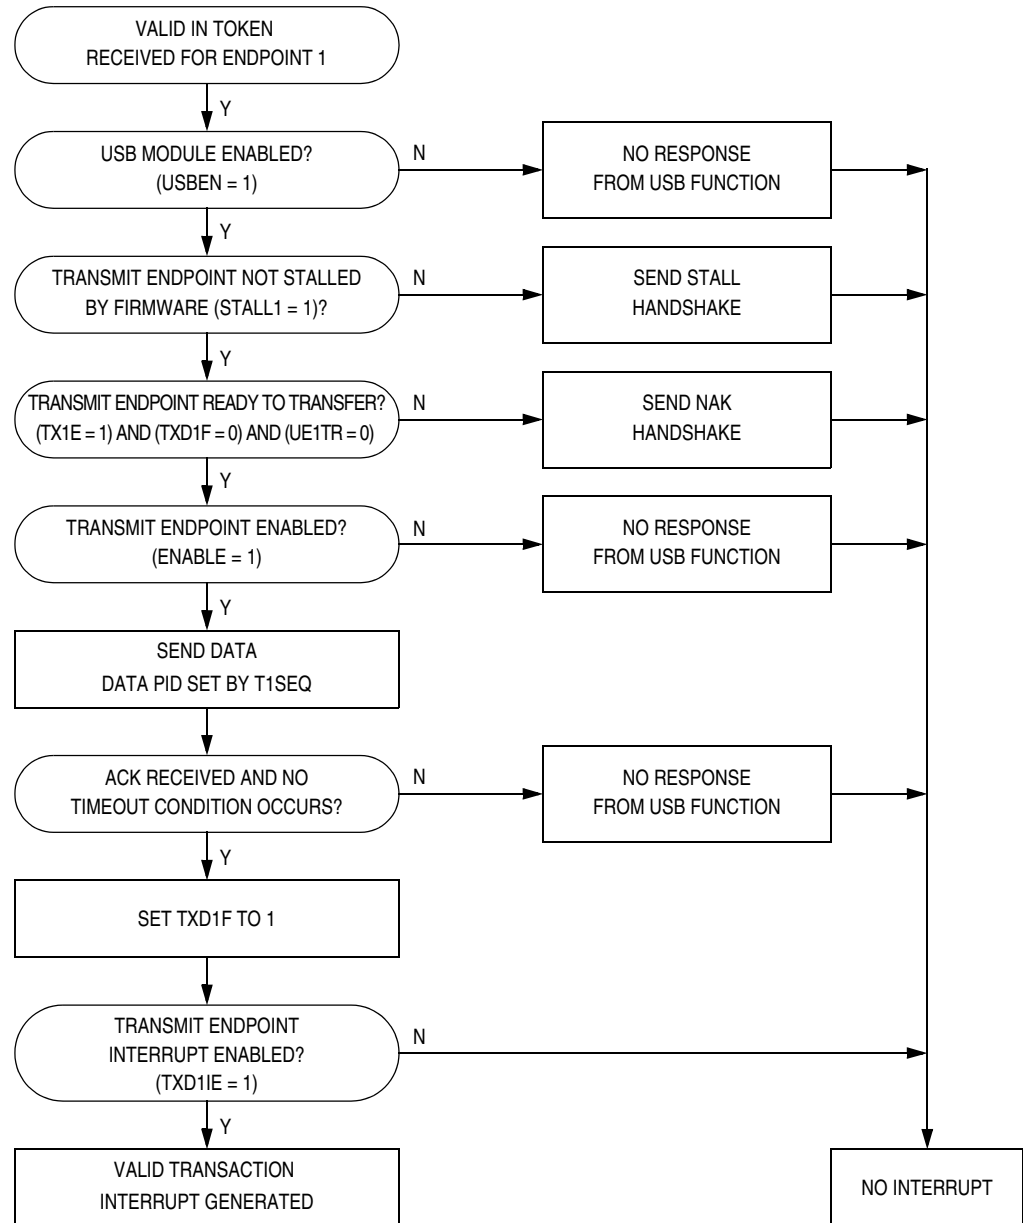 VALID IN TOKEN
RECEIVED FOR ENDPOINT 1
Y
USB MODULE ENABLED?
(USBEN = 1)
N
NO RESPONSE
FROM USB FUNCTION
Y
TRANSMIT ENDPOINT NOT STALLED
BY FIRMWARE (STALL1 = 1)?
N
SEND STALL
HANDSHAKE
Y
TRANSMIT ENDPOINT READY TO TRANSFER?
(TX1E = 1) AND (TXD1F = 0) AND (UE1TR = 0)
N
SEND NAK
HANDSHAKE
Y
TRANSMIT ENDPOINT ENABLED?
(ENABLE = 1)
N
NO RESPONSE
FROM USB FUNCTION
Y
SEND DATA
DATA PID SET BY T1SEQ
ACK RECEIVED AND NO
TIMEOUT CONDITION OCCURS?
N
NO RESPONSE
FROM USB FUNCTION
Y
SET TXD1F TO 1
TRANSMIT ENDPOINT
INTERRUPT ENABLED?
(TXD1IE = 1)
N
Y
VALID TRANSACTION
INTERRUPT GENERATED
NO INTERRUPT